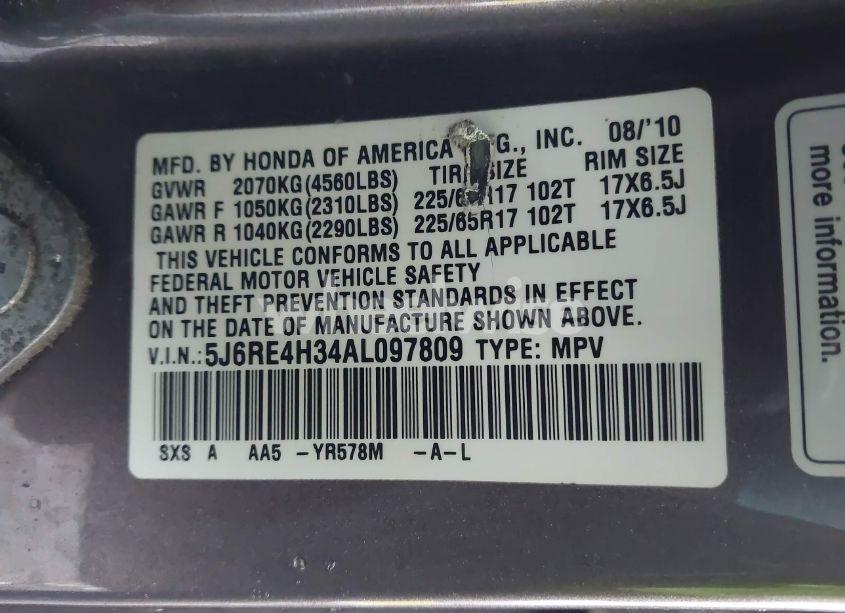 MFD. BY HONDA OF AMERICA G., INC. 08/'10
GVWR 2070KG(4560LBS) SIZE RIM SIZE
GAWR F 1050KG(2310LBS) R17 102T 17X6.5J
GAWR R 1040KG(2290LBS) 225/65R17 102T 17X6.5J
THIS VEHICLE CONFORMS TO ALL APPLICABLE
FEDERAL MOTOR VEHICLE SAFETY
AND THEFT PREVENTION STANDARDS IN EFFECT
ON THE DATE OF MANUFACTURE SHOWN ABOVE.
V.I.N.: 5J6RE4H34AL097809 TYPE: MPV
SXS A AA5 -YR578M -A-L
more information.